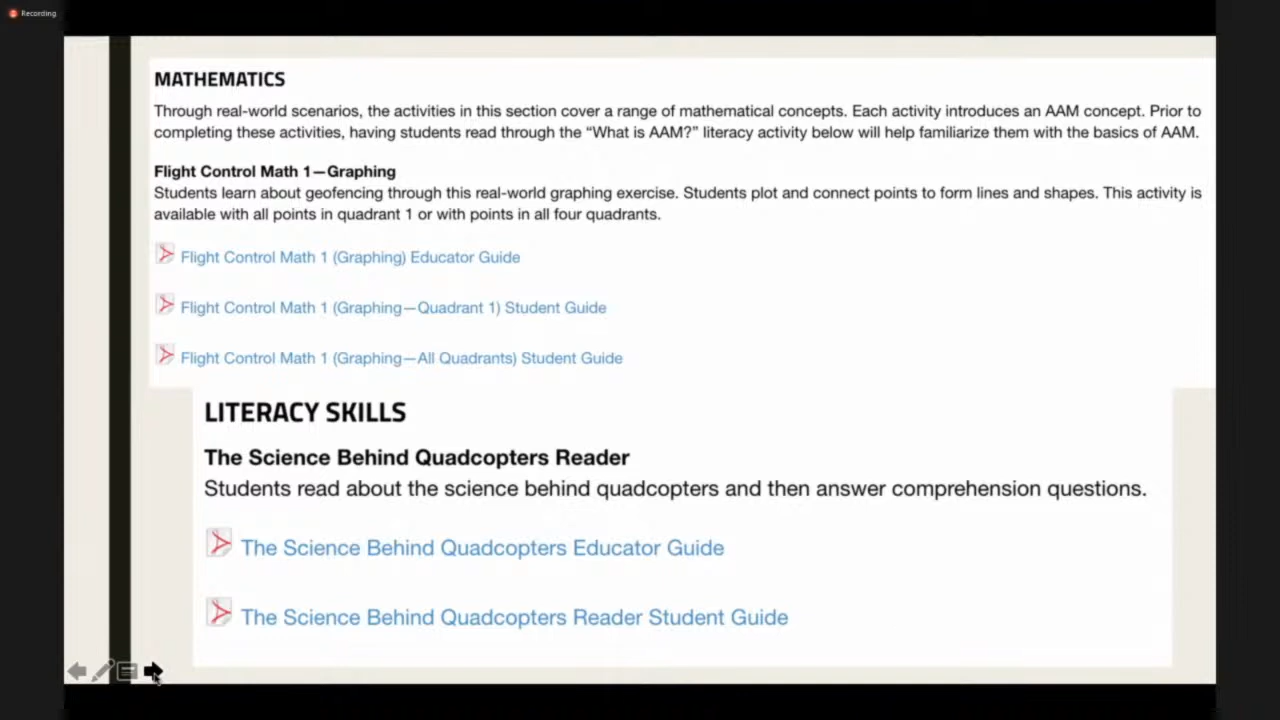 Recording
MATHEMATICS
Through real-world scenarios, the activities in this section cover a range of mathematical concepts. Each activity introduces an AAM concept. Prior to
completing these activities, having students read through the “What is AAM?” literacy activity below will help familiarize them with the basics of AAM.
Flight Control Math 1—Graphing
Students learn about geofencing through this real-world graphing exercise. Students plot and connect points to form lines and shapes. This activity is
available with all points in quadrant 1 or with points in all four quadrants.
Flight Control Math 1 (Graphing) Educator Guide
Flight Control Math 1 (Graphing—Quadrant 1) Student Guide
Flight Control Math 1 (Graphing—All Quadrants) Student Guide
LITERACY SKILLS
The Science Behind Quadcopters Reader
Students read about the science behind quadcopters and then answer comprehension questions.
The Science Behind Quadcopters Educator Guide
The Science Behind Quadcopters Reader Student Guide